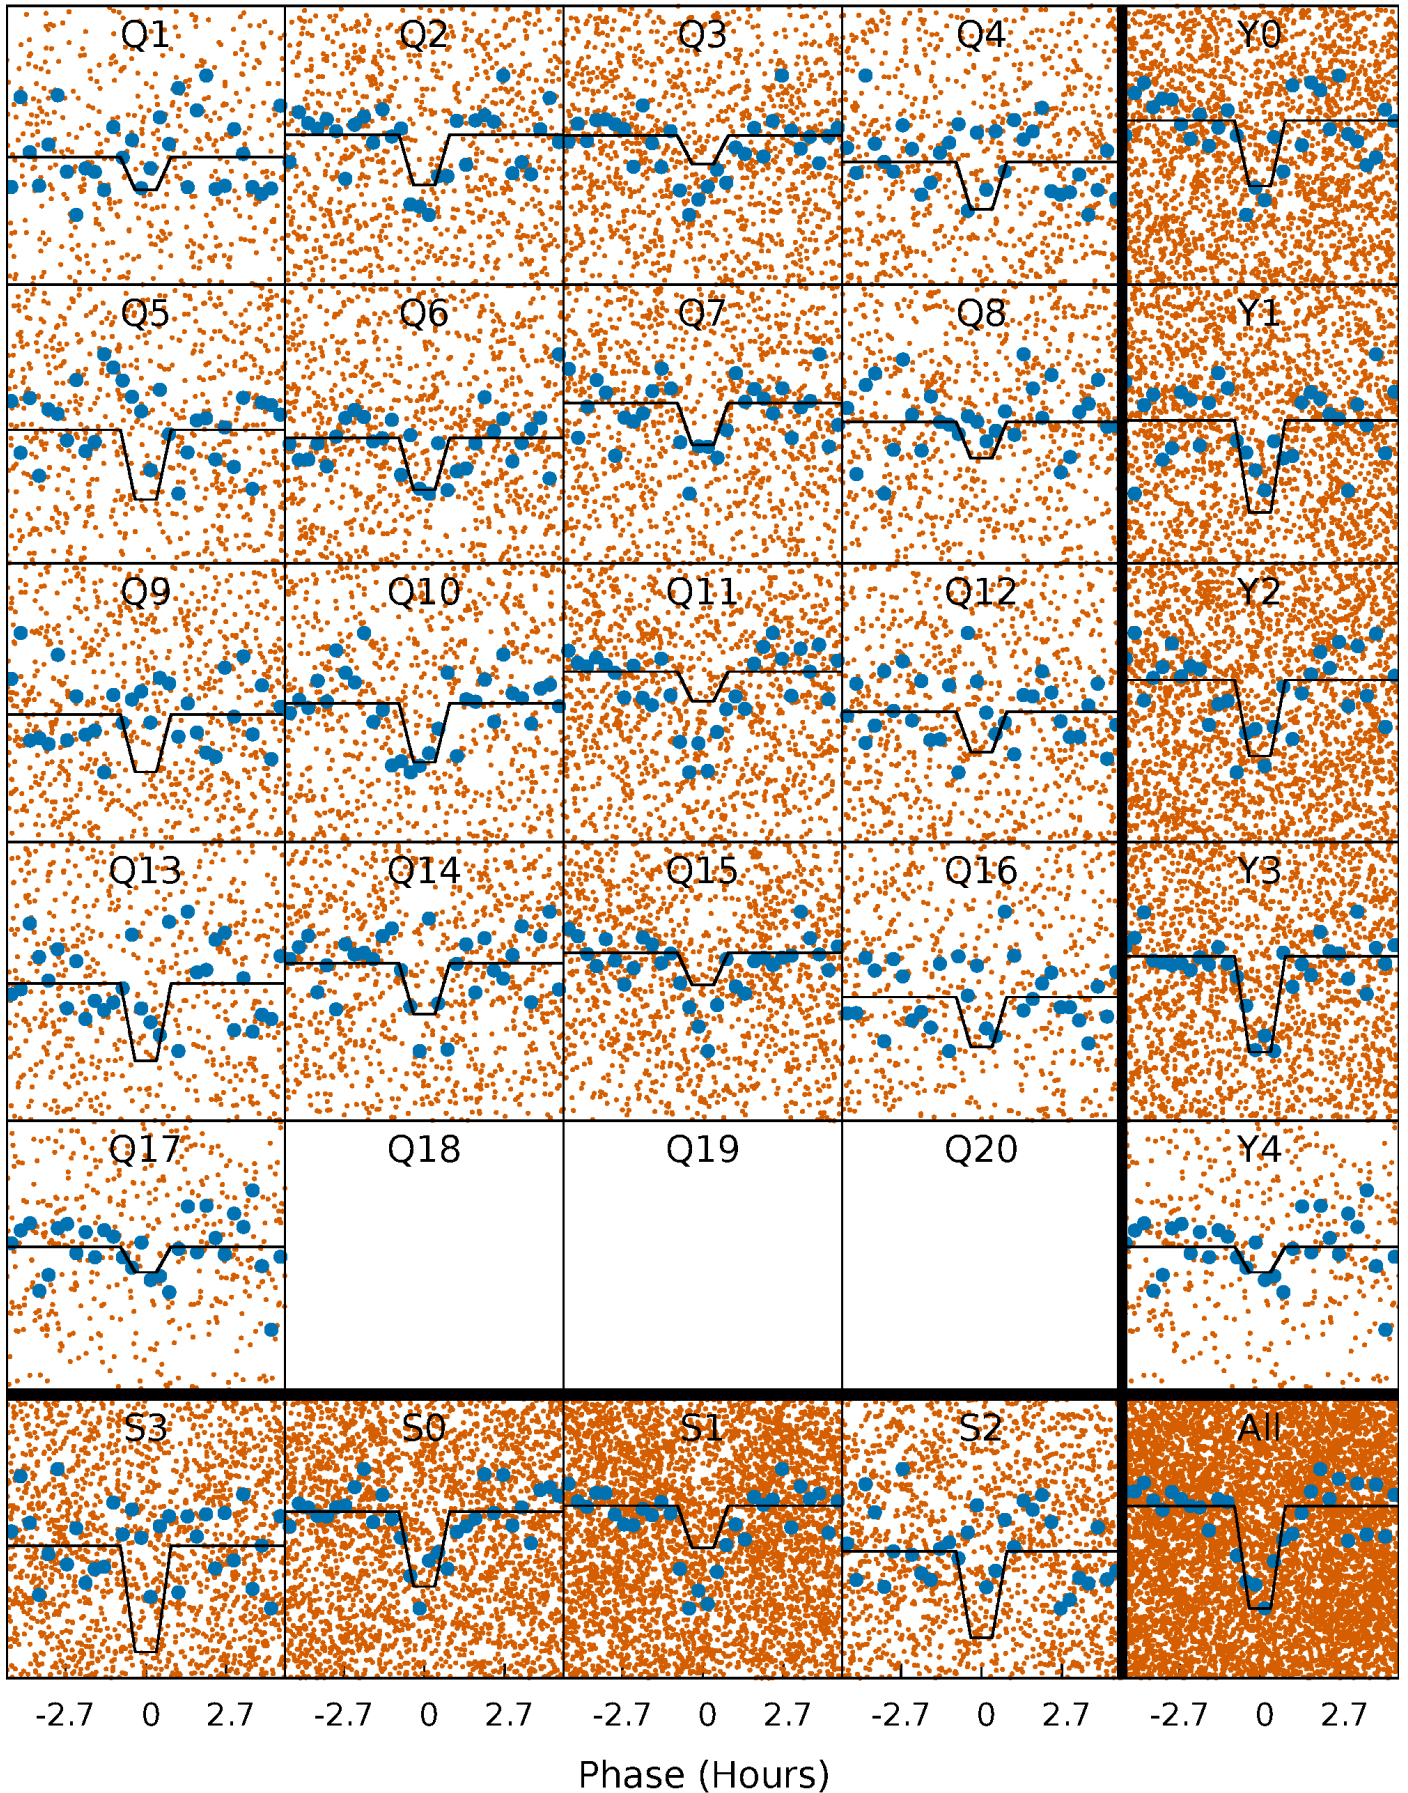 Q1 Q2 Q3 Q4 Y0
Q5 Q6 Q7 Q8 Y1
Q9 Q10 Q11 Q12 Y2
Q13 Q14 Q15 Q16 Y3
Q17 Q18 Q19 Q20 Y4
S3 S0 S1 S2 All
-2.7 0 2.7 -2.7 0 2.7 -2.7 0 2.7 -2.7 0 2.7 -2.7 0 2.7
Phase (Hours)